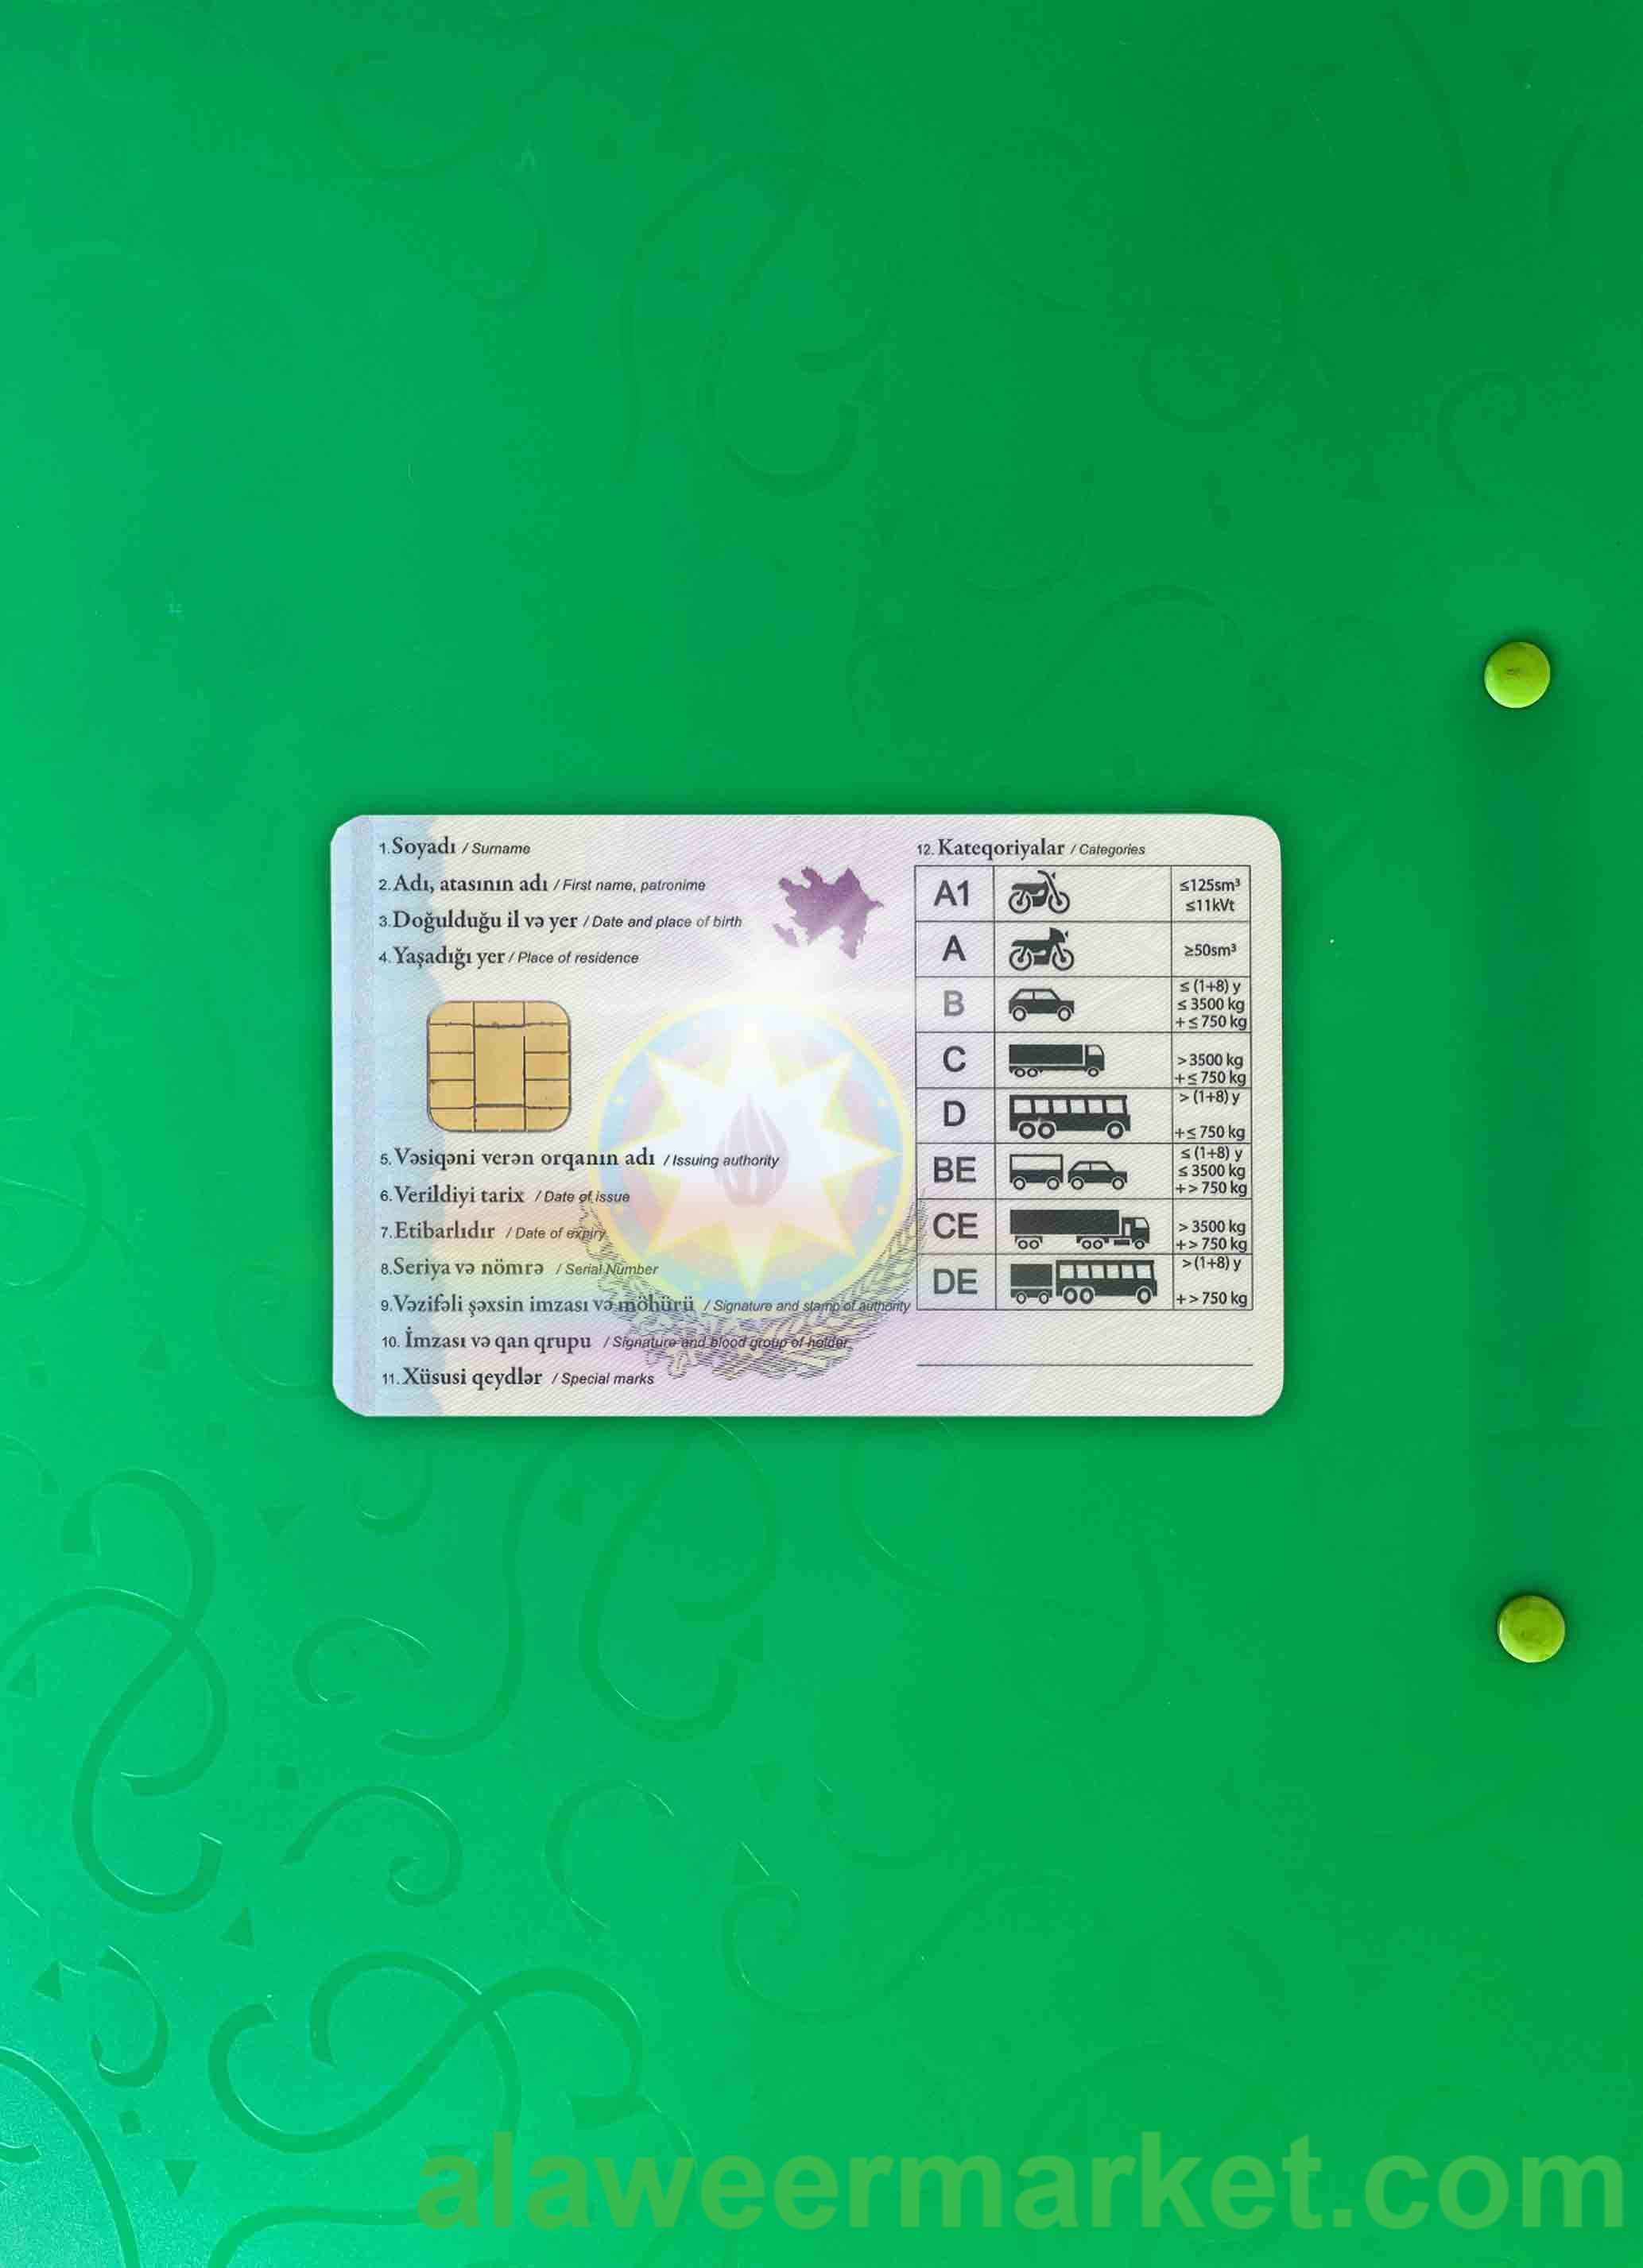 1.Soyadı / Surname
2.Adı, atasının adı / First name, patronime
3.Doğulduğu il və yer / Date and place of birth
4.Yaşadığı yer / Place of residence
5.Vəsiqəni verən orqanın adı / Issuing authority
6.Verildiyi tarix / Date of issue
7.Etibarlıdır / Date of expiry
8.Seriya və nömrə / Serial Number
9.Vəzifəli şəxsin imzası və möhürü / Signature and stamp of authority
10. İmzası və qan qrupu / Signature and blood group of holder
11.Xüsusi qeydlər / Special marks
12. Kateqoriyalar / Categories
A1 ≤125sm³
≤11kVt
A ≥50sm³
B ≤ (1+8) y
≤ 3500 kg
+≤ 750 kg
C >3500 kg
+≤ 750 kg
D > (1+8) y
+≤ 750 kg
BE ≤ (1+8) y
≤ 3500 kg
+> 750 kg
CE > 3500 kg
+> 750 kg
DE >(1+8) y
+> 750 kg
alaweermarket.com